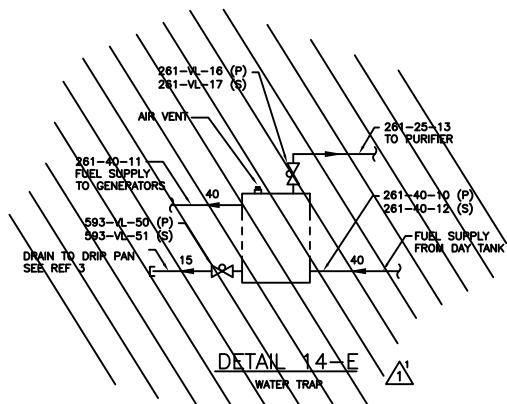 261-VL-16 (P)
261-VL-17 (S)
AIR VENT
261-25-13
TO PURIFIER
261-40-11
FUEL SUPPLY
TO GENERATORS
40
261-40-10 (P)
261-40-12 (S)
593-VL-50 (P)
593-VL-51 (S)
FUEL SUPPLY
FROM DAY TANK
DRAIN TO DRIP PAN
SEE REF 3
15
40
DETAIL 14-E
WATER TRAP
1
1